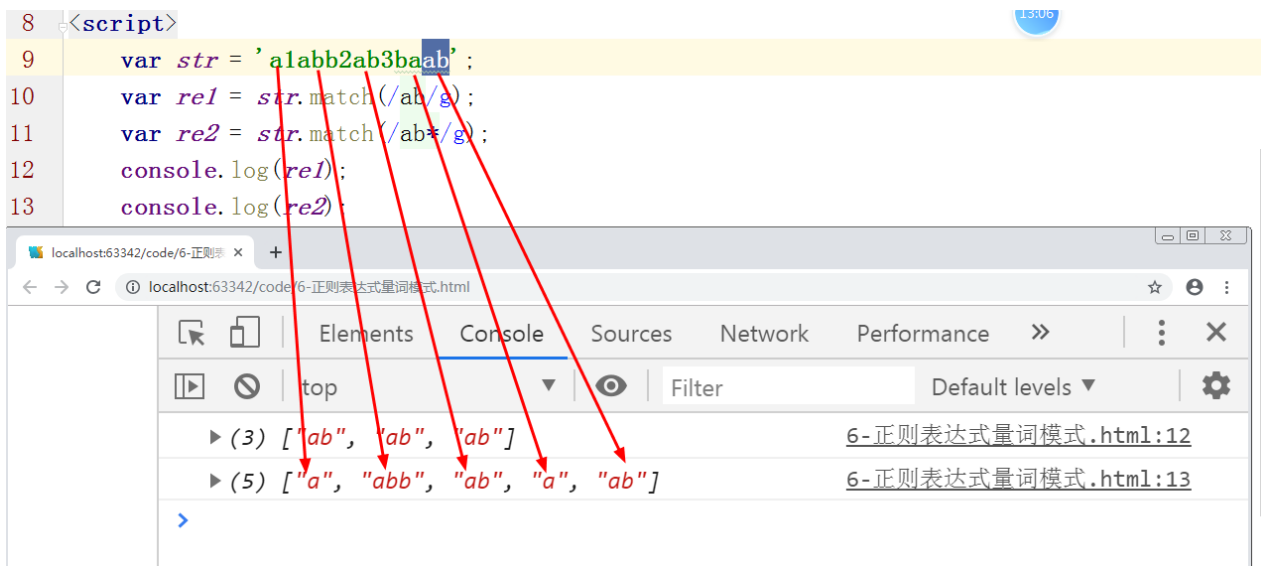 13:06
8 <script>
9 var str = 'a1abb2ab3baab';
10 var re1 = str.match(/ab/g);
11 var re2 = str.match(/ab*/g);
12 console.log(re1);
13 console.log(re2);
localhost:63342/code/6-正则表 × +
localhost:63342/code/6-正则表达式量词模式.html
Elements Console Sources Network Performance »
top Filter Default levels ▼
(3) ["ab", "ab", "ab"] 6-正则表达式量词模式.html:12
(5) ["a", "abb", "ab", "a", "ab"] 6-正则表达式量词模式.html:13